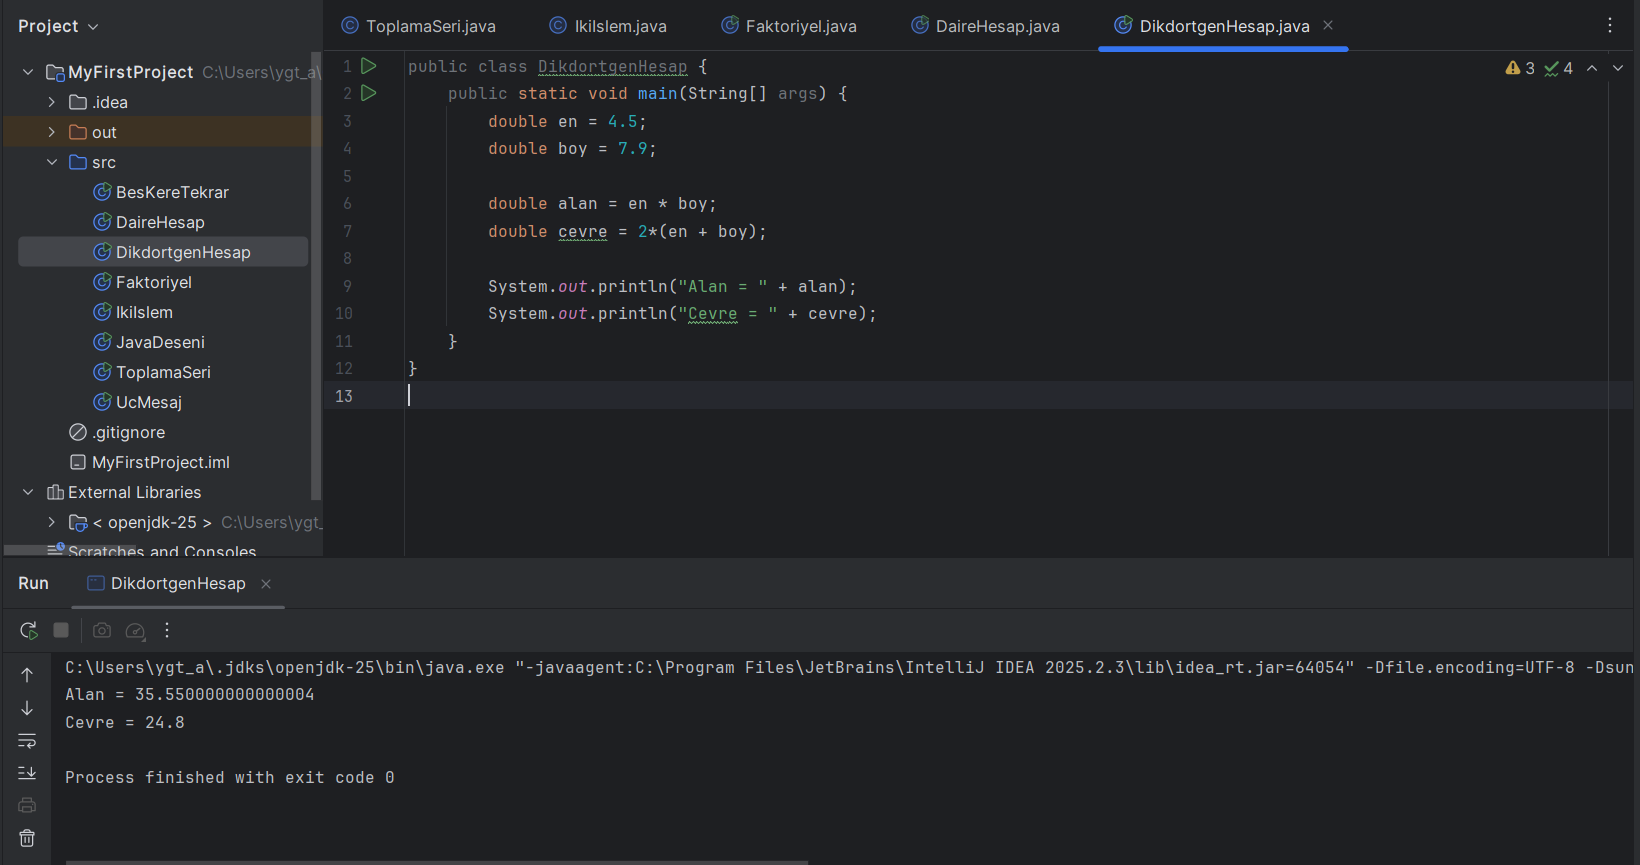 Project
ToplamaSeri.java
IkiIslem.java
Faktoriyel.java
DaireHesap.java
DikdortgenHesap.java
MyFirstProject C:\Users\ygt_a\
.idea
out
src
BesKereTekrar
DaireHesap
DikdortgenHesap
Faktoriyel
IkiIslem
JavaDeseni
ToplamaSeri
UcMesaj
.gitignore
MyFirstProject.iml
External Libraries
< openjdk-25 > C:\Users\ygt_
Scratches and Consoles
1 public class DikdortgenHesap {
3 4
2 public static void main(String[] args) {
3 double en = 4.5;
4 double boy = 7.9;
5
6 double alan = en * boy;
7 double cevre = 2*(en + boy);
8
9 System.out.println("Alan = " + alan);
10 System.out.println("Cevre = " + cevre);
11 }
12 }
13
Run DikdortgenHesap
C:\Users\ygt_a\.jdks\openjdk-25\bin\java.exe "-javaagent:C:\Program Files\JetBrains\IntelliJ IDEA 2025.2.3\lib\idea_rt.jar=64054" -Dfile.encoding=UTF-8 -Dsun
Alan = 35.550000000000004
Cevre = 24.8
Process finished with exit code 0